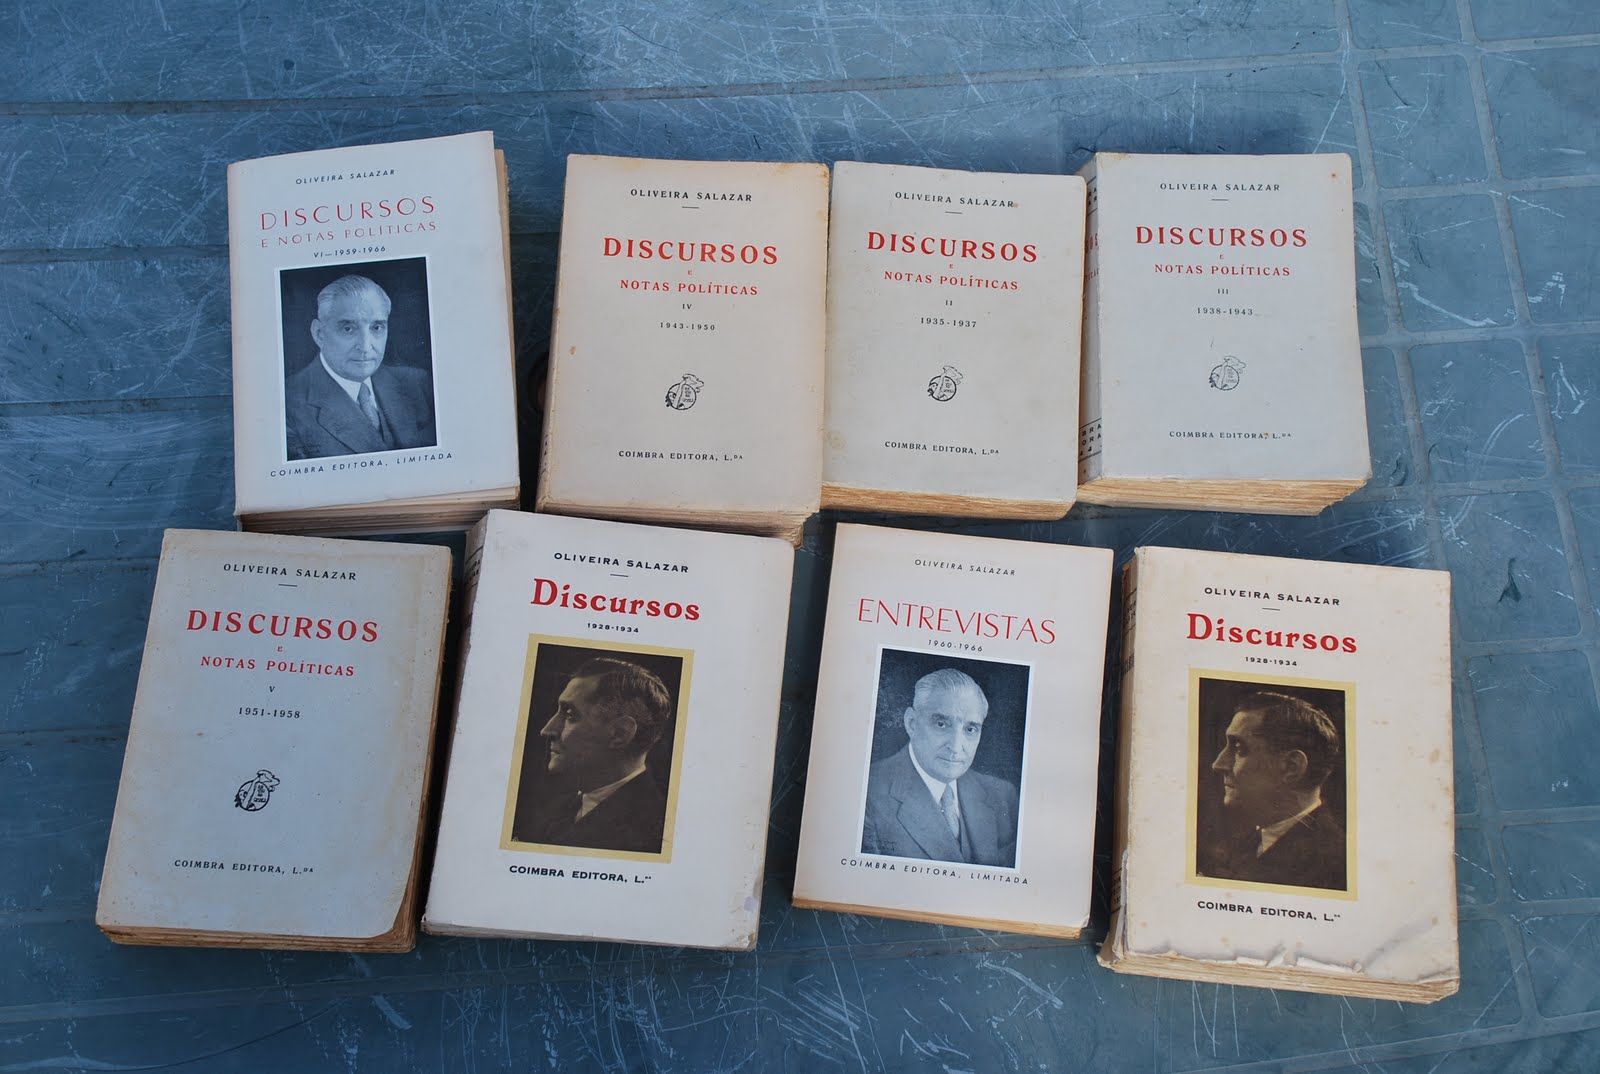 OLIVEIRA SALAZAR
DISCURSOS
E NOTAS POLÍTICAS
VI—1959-1966
COIMBRA EDITORA, LIMITADA
OLIVEIRA SALAZAR
DISCURSOS
E
NOTAS POLÍTICAS
IV
1943-1950
COIMBRA EDITORA, L.DA
OLIVEIRA SALAZAR
DISCURSOS
E
NOTAS POLÍTICAS
II
1935-1937
COIMBRA EDITORA, L.DA
OLIVEIRA SALAZAR
DISCURSOS
E
NOTAS POLÍTICAS
III
1938-1943
COIMBRA EDITORA, L.DA
OLIVEIRA SALAZAR
DISCURSOS
E
NOTAS POLÍTICAS
V
1951-1958
COIMBRA EDITORA, L.DA
OLIVEIRA SALAZAR
Discursos
1928-1934
COIMBRA EDITORA, L.DA
OLIVEIRA SALAZAR
ENTREVISTAS
1960-1966
COIMBRA EDITORA, LIMITADA
OLIVEIRA SALAZAR
Discursos
1928-1934
COIMBRA EDITORA, L.DA